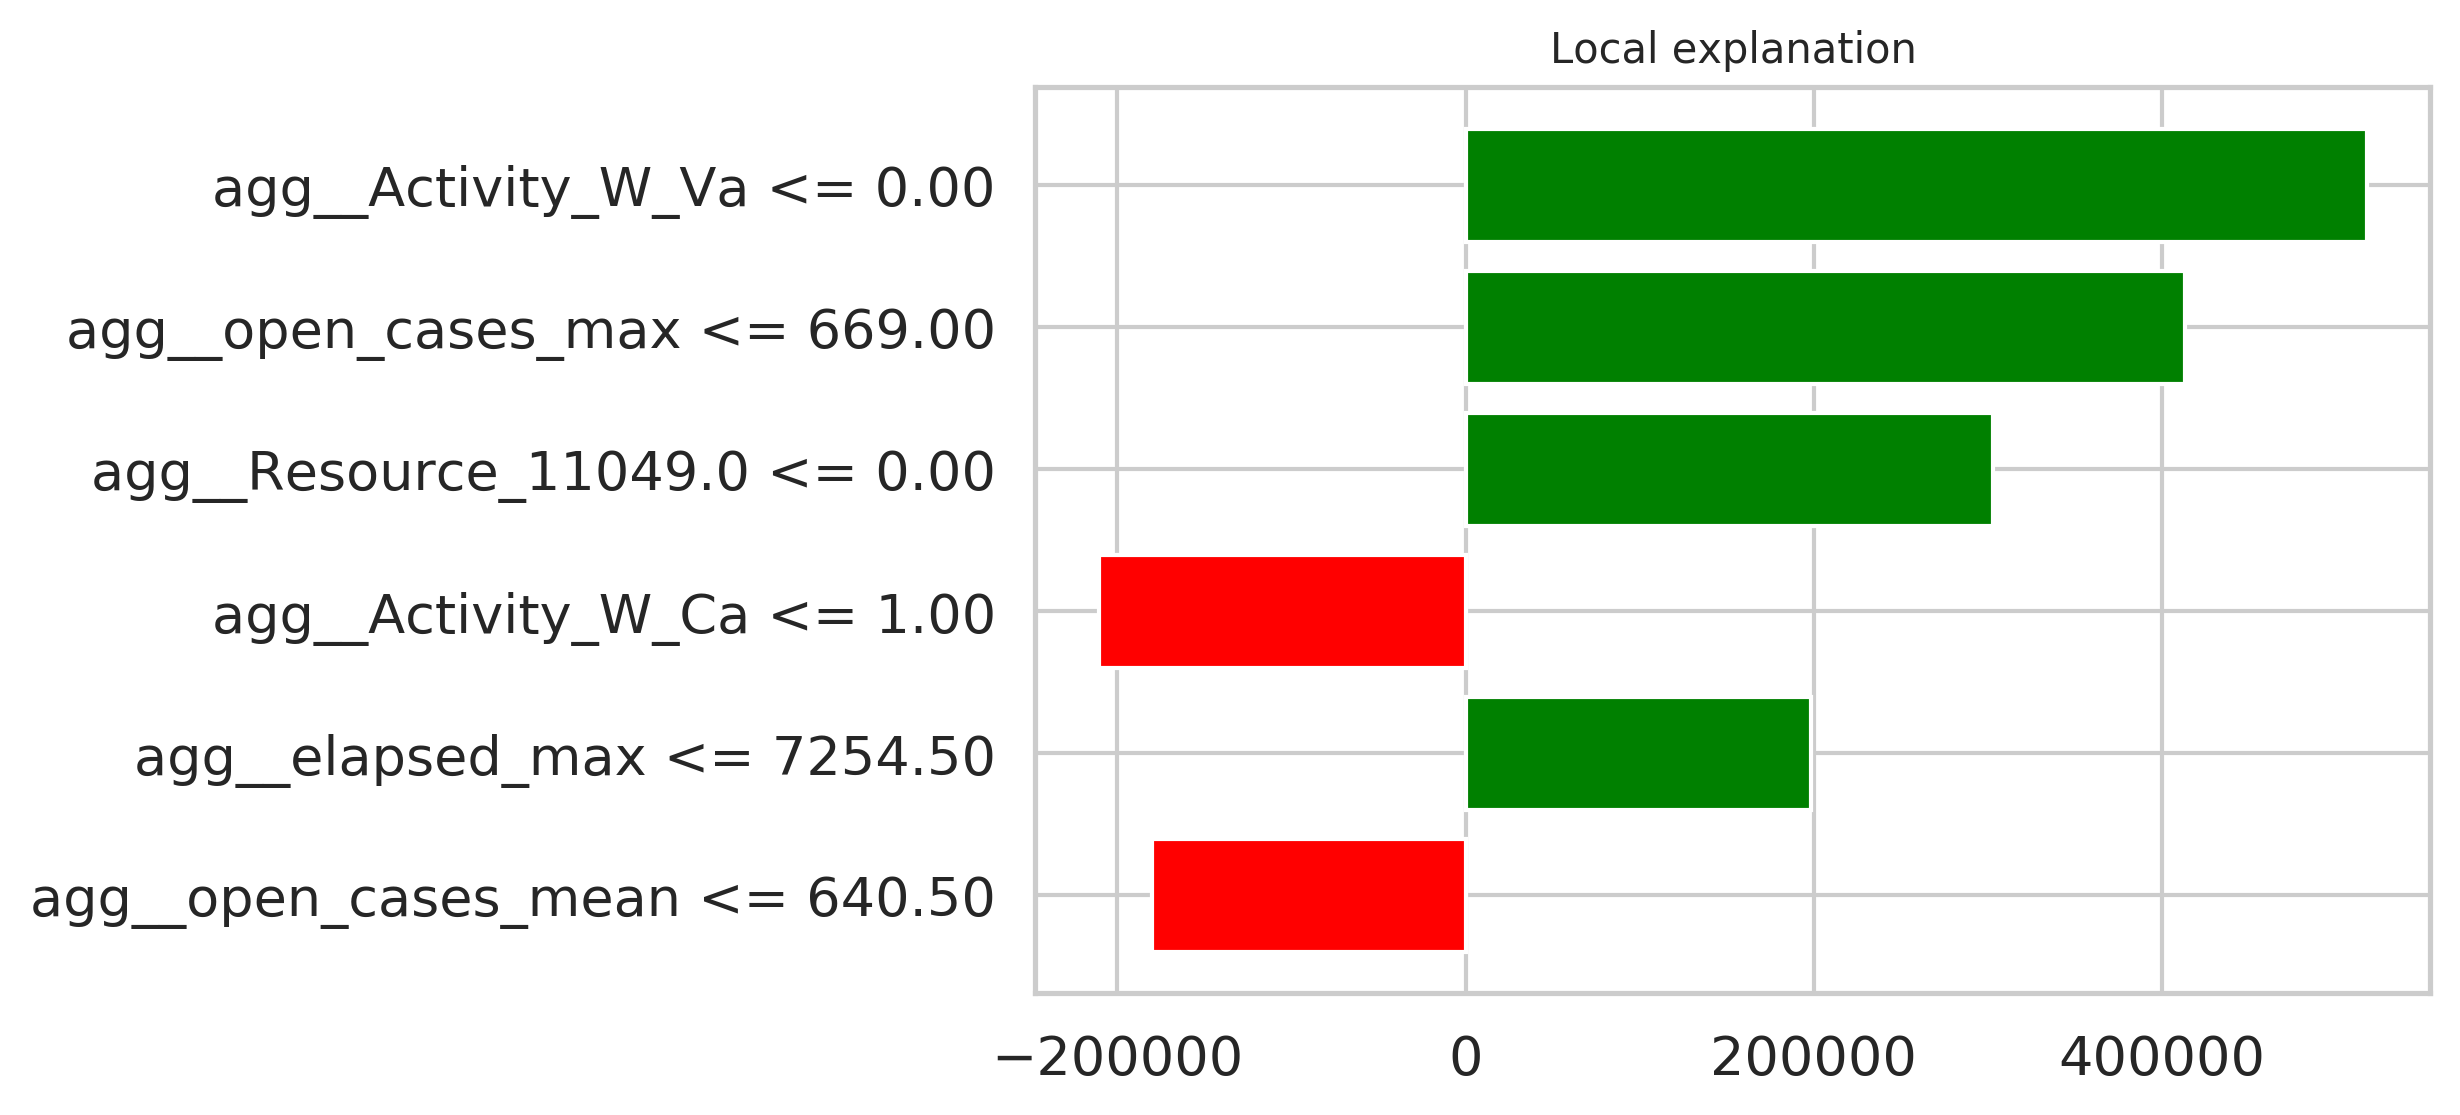 Local explanation
agg__Activity_W_Va <= 0.00
agg__open_cases_max <= 669.00
agg__Resource_11049.0 <= 0.00
agg__Activity_W_Ca <= 1.00
agg__elapsed_max <= 7254.50
agg__open_cases_mean <= 640.50
−200000 0 200000 400000